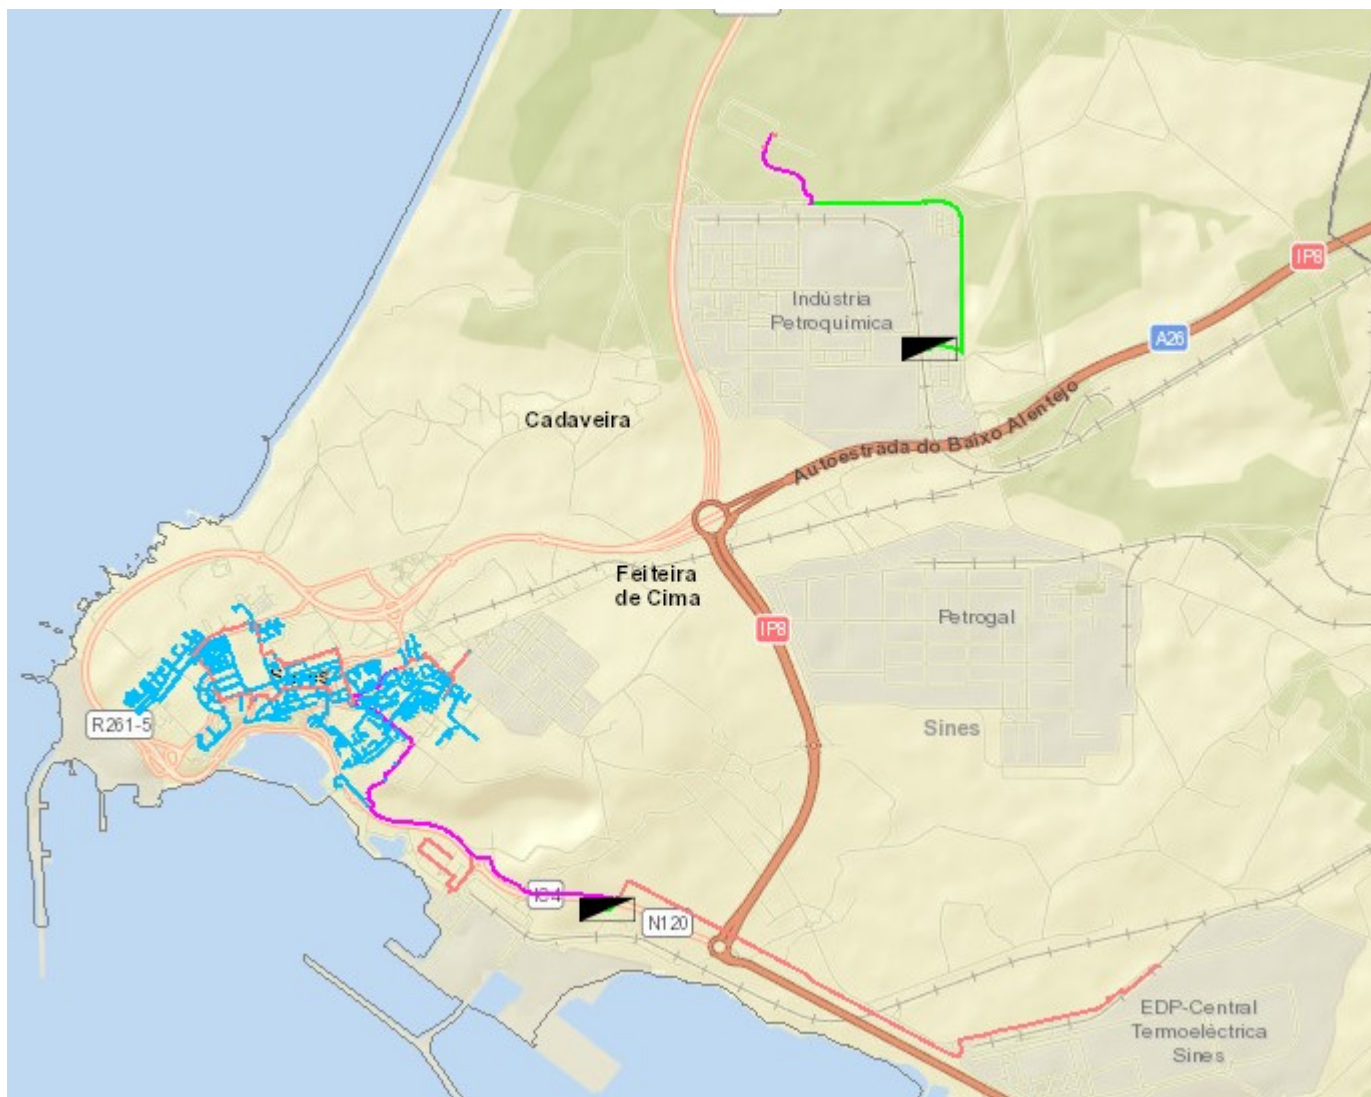 IP8
Indústria
Petroquímica
A26
Autoestrada do Baixo Alentejo
Cadaveira
Feiteira
de Cima
IP8
Petrogal
R261-5
Sines
N120
EDP-Central
Termoeléctrica
Sines